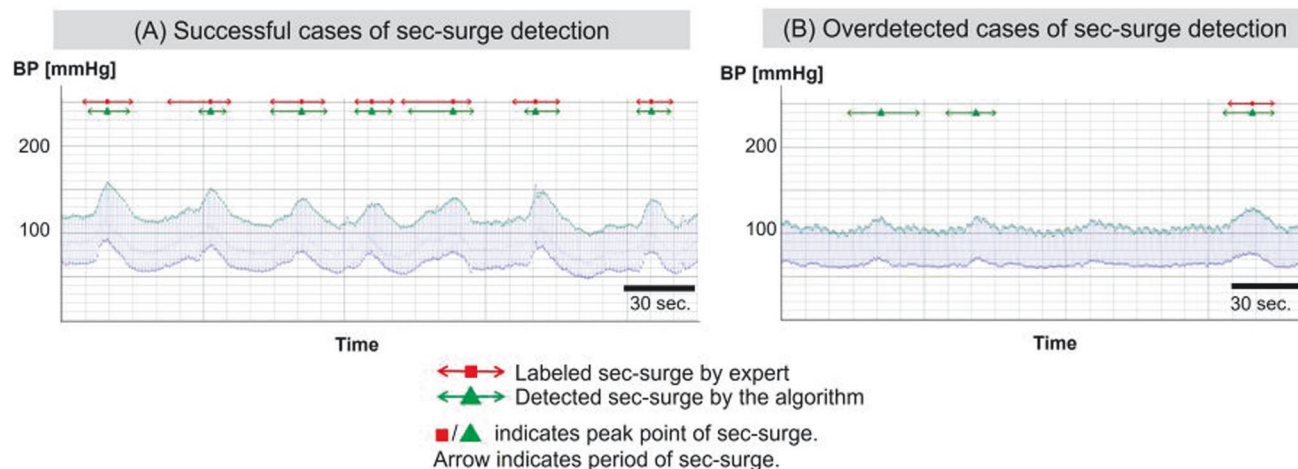 (A) Successful cases of sec-surge detection
BP [mmHg]
200
100
30 sec.
Time
(B) Overdetected cases of sec-surge detection
BP [mmHg]
200
100
30 sec.
Time
Labeled sec-surge by expert
Detected sec-surge by the algorithm
■/▲ indicates peak point of sec-surge.
Arrow indicates period of sec-surge.